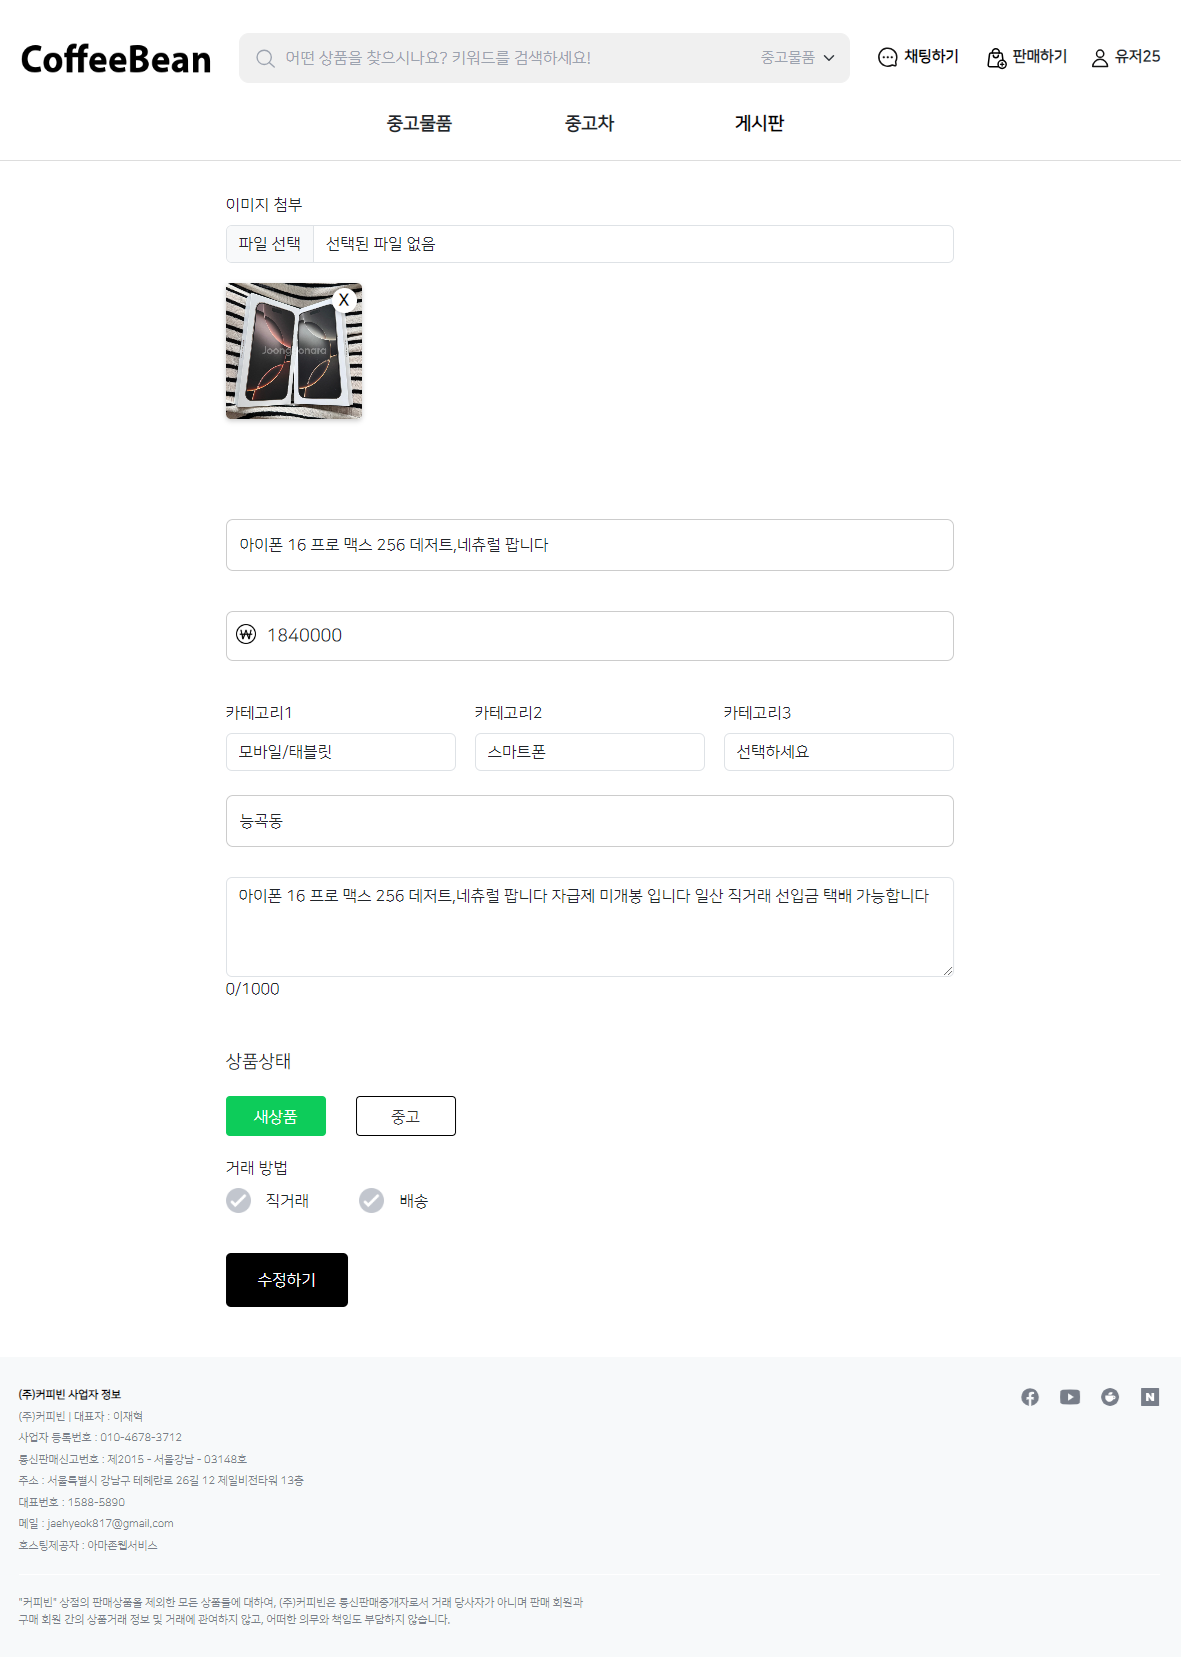 CoffeeBean
어떤 상품을 찾으시나요? 키워드를 검색하세요!
중고물품
채팅하기
판매하기
유저25
중고물품
중고차
게시판
이미지 첨부
파일 선택
선택된 파일 없음
X
Joongonara
아이폰 16 프로 맥스 256 데저트,네츄럴 팝니다
₩ 1840000
카테고리1
카테고리2
카테고리3
모바일/태블릿
스마트폰
선택하세요
능곡동
아이폰 16 프로 맥스 256 데저트,네츄럴 팝니다 자급제 미개봉 입니다 일산 직거래 선입금 택배 가능합니다
0/1000
상품상태
새상품
중고
거래 방법
직거래
배송
수정하기
(주)커피빈 사업자 정보
(주)커피빈 | 대표자 : 이재혁
사업자 등록번호 : 010-4678-3712
통신판매신고번호 : 제2015 - 서울강남 - 03148호
주소 : 서울특별시 강남구 테헤란로 26길 12 제일비전타워 13층
대표번호 : 1588-5890
메일 : jaehyeok817@gmail.com
호스팅제공자 : 아마존웹서비스
"커피빈" 상점의 판매상품을 제외한 모든 상품들에 대하여, (주)커피빈은 통신판매중개자로서 거래 당사자가 아니며 판매 회원과
구매 회원 간의 상품거래 정보 및 거래에 관여하지 않고, 어떠한 의무와 책임도 부담하지 않습니다.